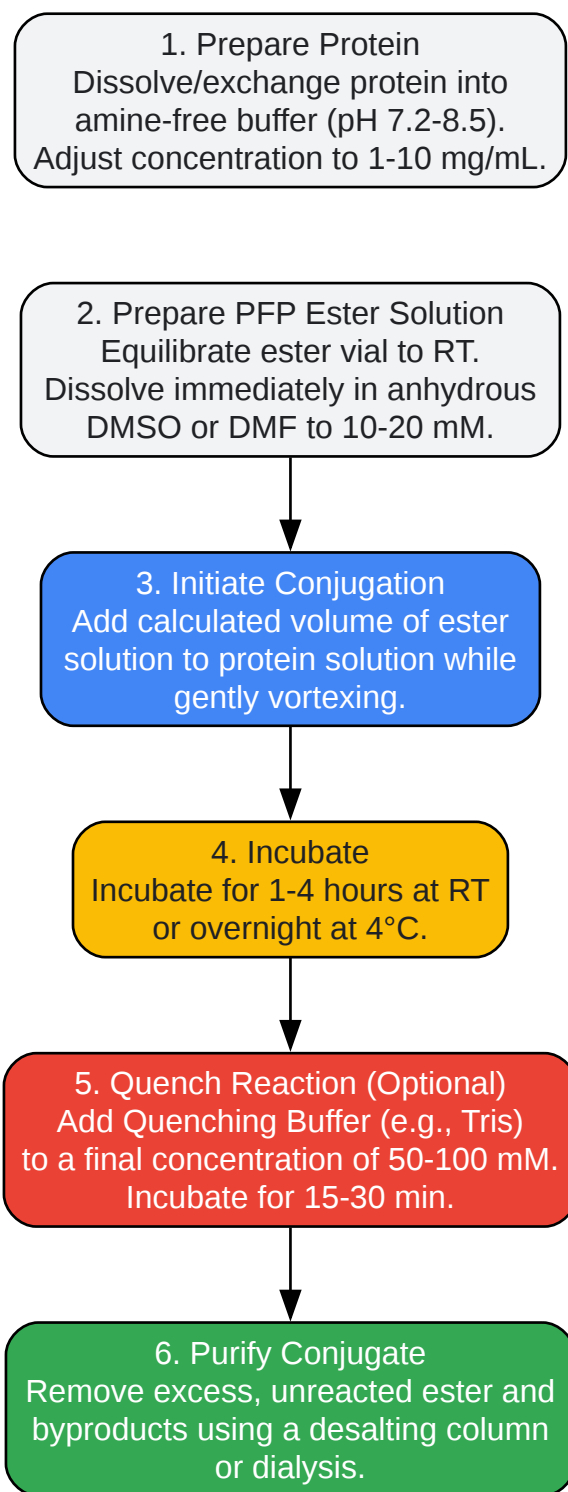 1. Prepare Protein
Dissolve/exchange protein into
amine-free buffer (pH 7.2-8.5).
Adjust concentration to 1-10 mg/mL.
2. Prepare PFP Ester Solution
Equilibrate ester vial to RT.
Dissolve immediately in anhydrous
DMSO or DMF to 10-20 mM.
3. Initiate Conjugation
Add calculated volume of ester
solution to protein solution while
gently vortexing.
4. Incubate
Incubate for 1-4 hours at RT
or overnight at 4°C.
5. Quench Reaction (Optional)
Add Quenching Buffer (e.g., Tris)
to a final concentration of 50-100 mM.
Incubate for 15-30 min.
6. Purify Conjugate
Remove excess, unreacted ester and
byproducts using a desalting column
or dialysis.